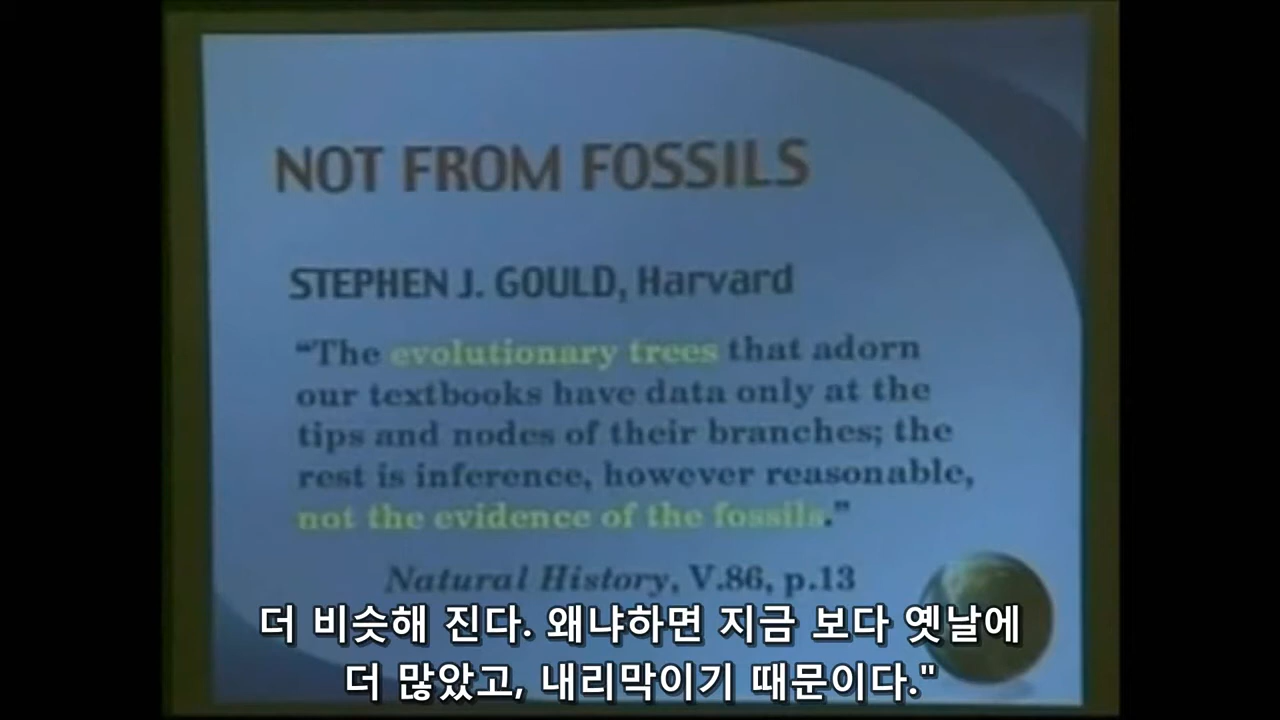 NOT FROM FOSSILS
STEPHEN J. GOULD, Harvard
“The evolutionary trees that adorn
our textbooks have data only at the
tips and nodes of their branches; the
rest is inference, however reasonable,
not the evidence of the fossils.”
Natural History, V.86, p.13
더 비슷해 진다. 왜냐하면 지금 보다 옛날에
더 많았고, 내리막이기 때문이다."